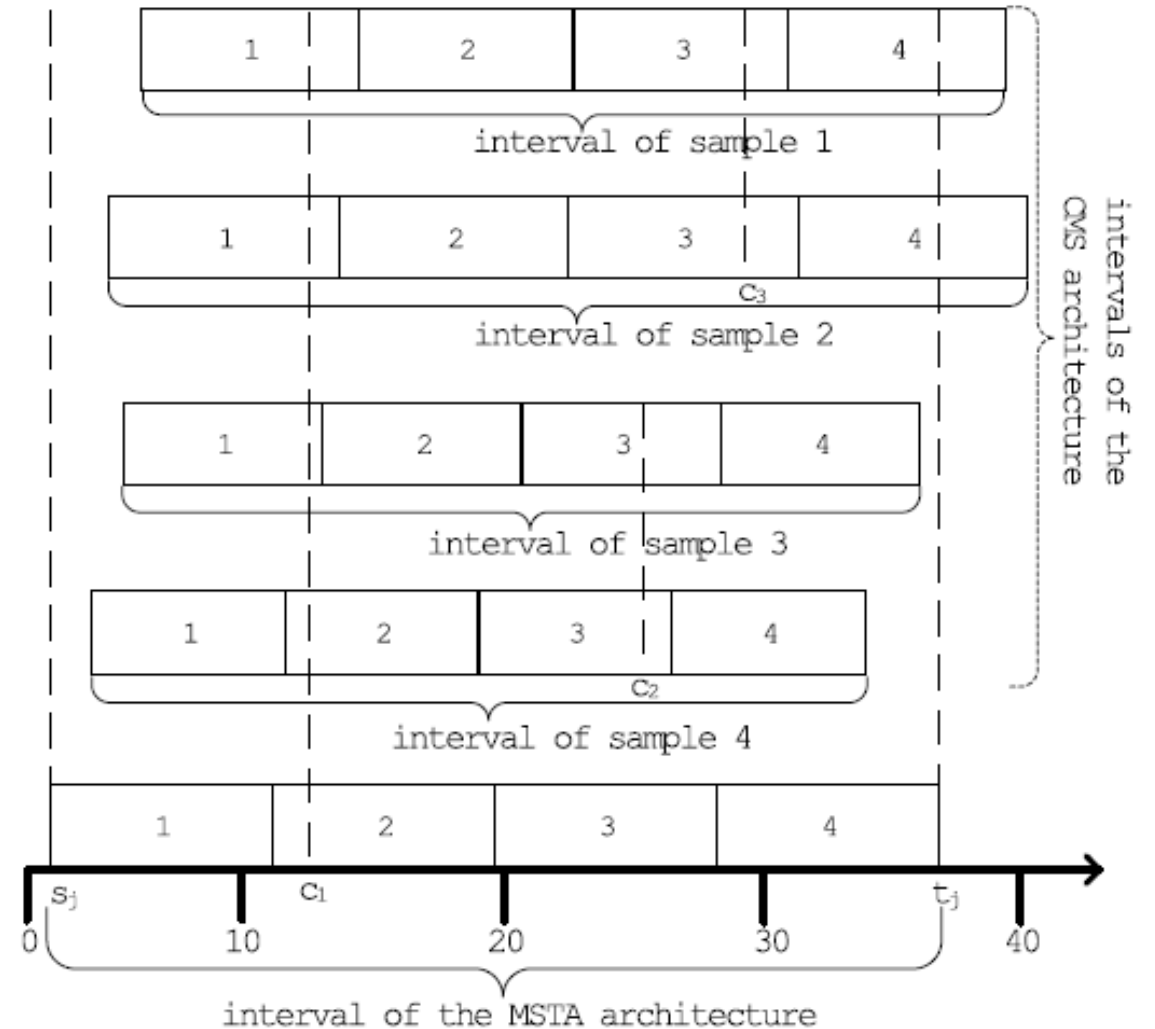 1 2 3 4
interval of sample 1
1 2 3 4
c₃
interval of sample 2
1 2 3 4
interval of sample 3
1 2 3 4
c₂
interval of sample 4
1 2 3 4
sⱼ c₁ tⱼ
0 10 20 30 40
interval of the MSTA architecture
intervals of the
CMS architecture